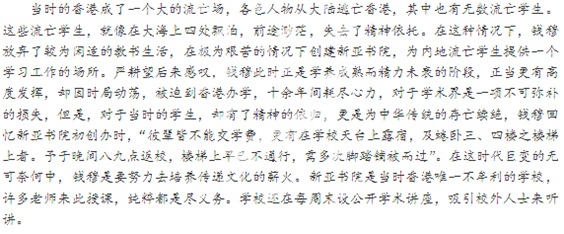 当时的香港成了一个大的流亡场，各色人物从大陆逃亡香港，其中也有无数流亡学生。
这些流亡学生，就像在大海上四处飘泊，前途渺茫，失去了精神依托。在这种情况下，钱穆
放弃了较为闲适的教书生活，在极为艰苦的情况下创建新亚书院，为内地流亡学生提供一个
学习工作的场所。严耕望后来感叹，钱穆此时正是学养成熟而精力未衰的阶段，正当更有高
度发挥，却因时局动荡，被迫到香港办学，十余年间耗尽心力，对于学术界是一项不可弥补
的损失，但是，对于当时的学生，却有了精神的依归，更是为中华传统的存亡续绝，钱穆回
忆新亚书院初创办时，“彼辈皆不能交学费，更有在学校天台上露宿，及蜷卧三、四楼之楼梯
上者。予于晚间八九点返校，楼梯上早已不通行，需多次脚踏铺被而过”。在这时代巨变的无
可奈何中，钱穆是要努力去培养传递文化的薪火。新亚书院是当时香港唯一不牟利的学校，
许多老师来此授课，纯粹都是尽义务。学校还在每周末设公开学术讲座，吸引校外人士来听
讲。